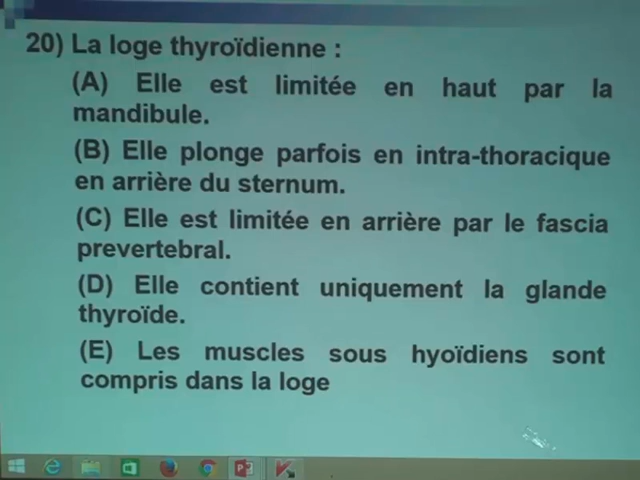 20) La loge thyroïdienne :
(A) Elle est limitée en haut par la
mandibule.
(B) Elle plonge parfois en intra-thoracique
en arrière du sternum.
(C) Elle est limitée en arrière par le fascia
prevertebral.
(D) Elle contient uniquement la glande
thyroïde.
(E) Les muscles sous hyoïdiens sont
compris dans la loge